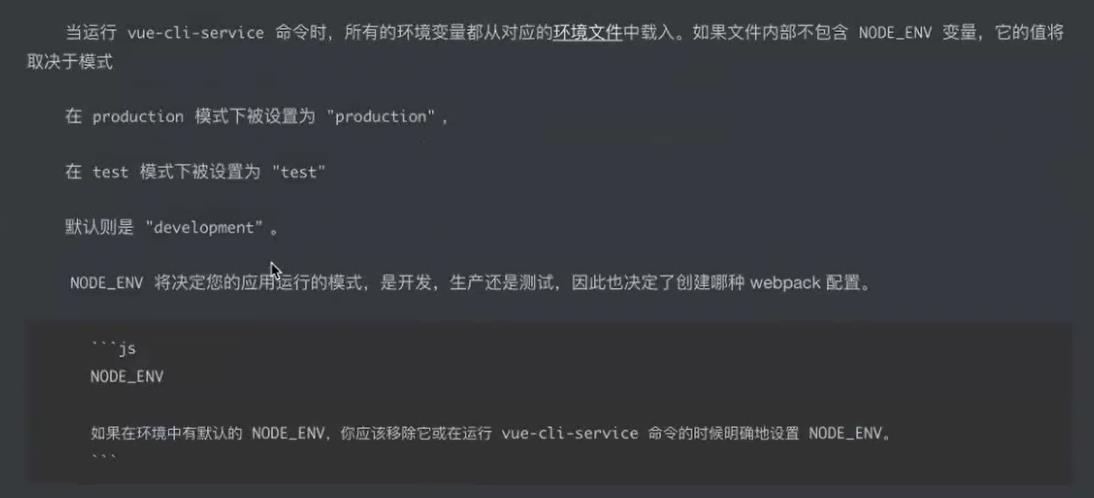 当运行 vue-cli-service 命令时，所有的环境变量都从对应的环境文件中载入。如果文件内部不包含 NODE_ENV 变量，它的值将
取决于模式
在 production 模式下被设置为 "production"，
在 test 模式下被设置为 "test"
默认则是 "development"。
NODE_ENV 将决定您的应用运行的模式，是开发，生产还是测试，因此也决定了创建哪种 webpack 配置。
```js
NODE_ENV
如果在环境中有默认的 NODE_ENV，你应该移除它或在运行 vue-cli-service 命令的时候明确地设置 NODE_ENV。
```